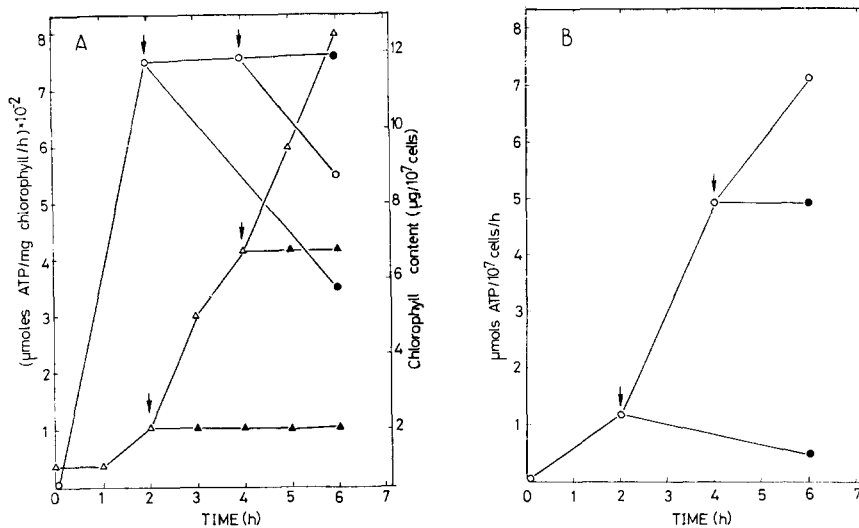 A
B
(μmoles ATP/mg chlorophyll/h)·10⁻²
8
7
6
5
4
3
2
1
0 1 2 3 4 5 6 7
TIME (h)
12
10
8
6
4
2
Chlorophyll content (μg/10⁷ cells)
μmols ATP/10⁷ cells/h
8
7
6
5
4
3
2
1
0 1 2 3 4 5 6 7
TIME (h)